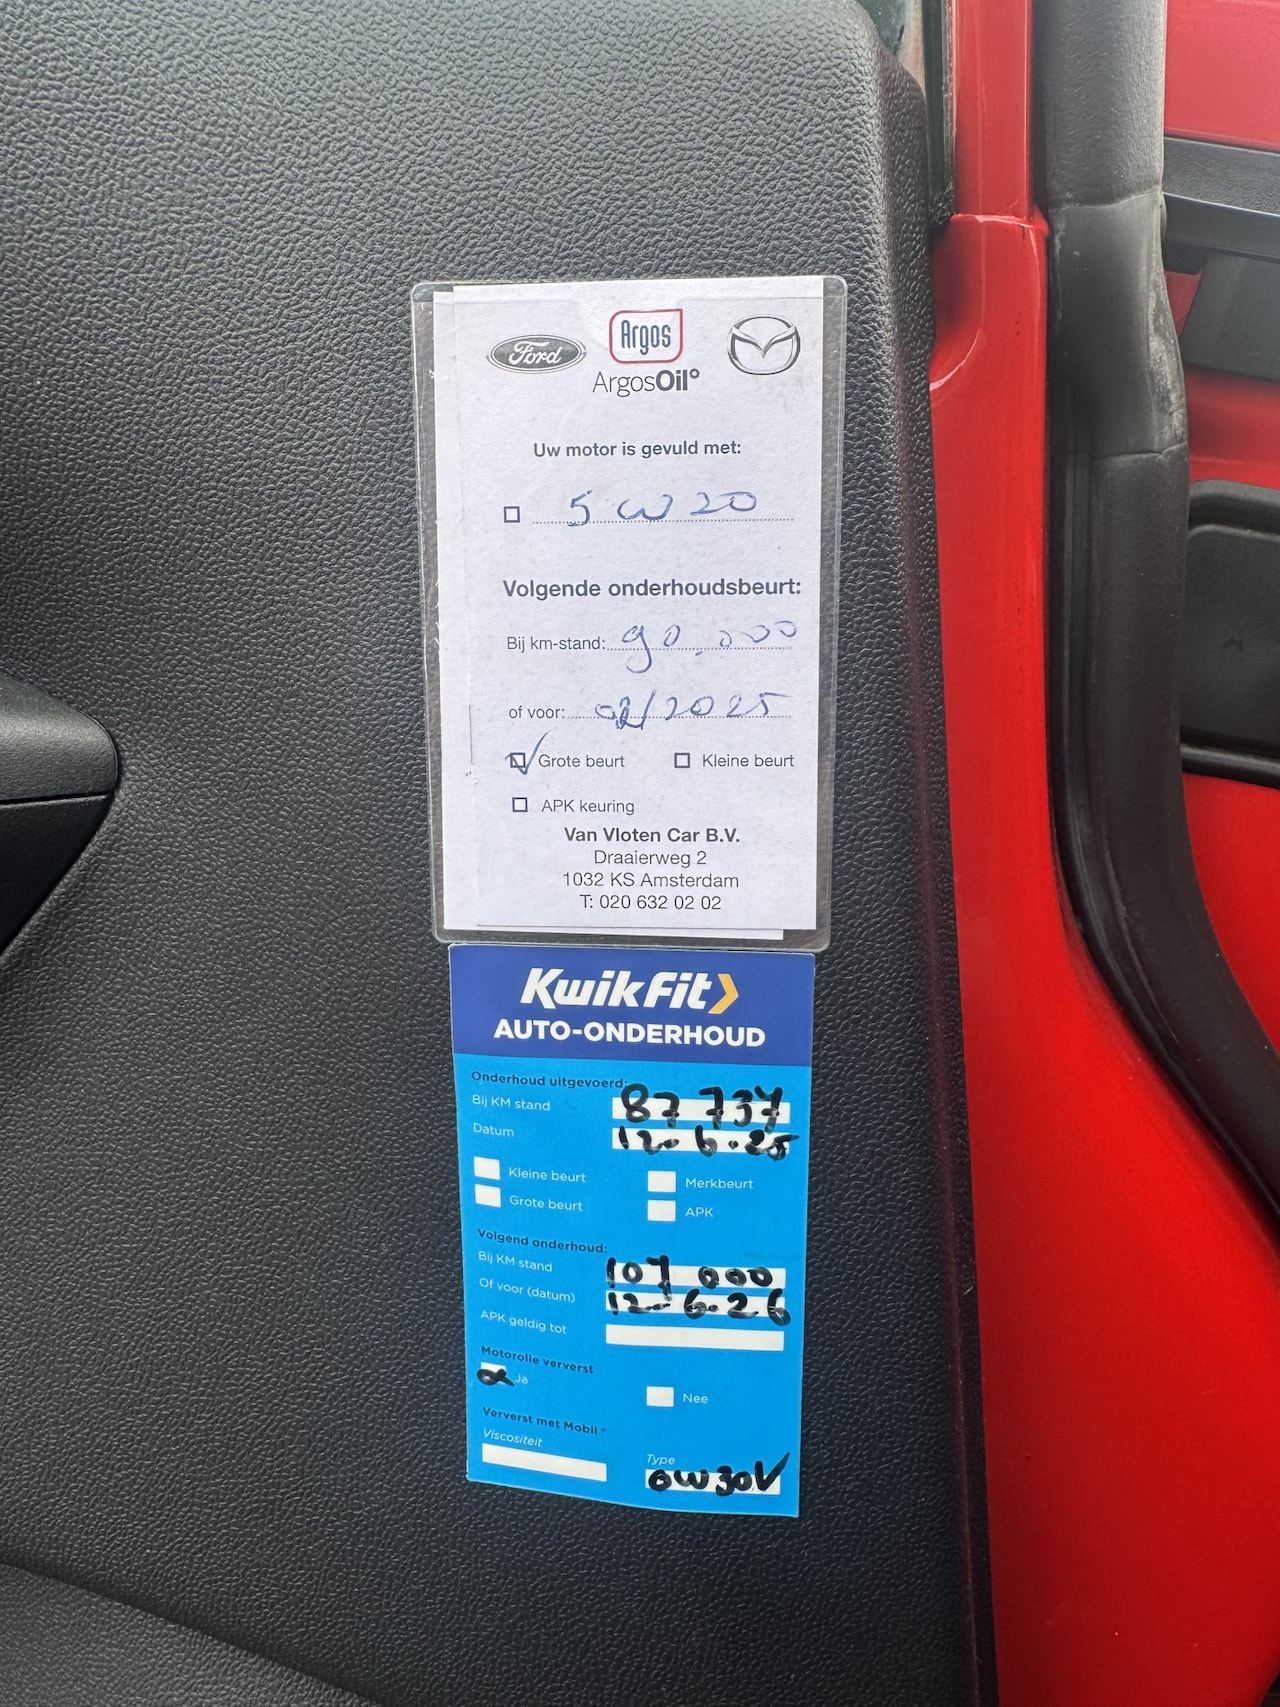 Ford
Argos
ArgosOil
Uw motor is gevuld met:
5W20
Volgende onderhoudsbeurt:
Bij km-stand: 90.000
of voor: 02/2025
Grote beurt Kleine beurt
APK keuring
Van Vloten Car B.V.
Draaierweg 2
1032 KS Amsterdam
T: 020 632 02 02
KwikFit
AUTO-ONDERHOUD
Onderhoud uitgevoerd:
Bij KM stand 87 737
Datum 12-6-25
Kleine beurt Merkbeurt
Grote beurt APK
Volgend onderhoud:
Bij KM stand 107 000
Of voor (datum) 12-6-26
APK geldig tot
Motorolie ververst
Ja Nee
Ververst met Mobil*
Viscositeit Type
0W30V